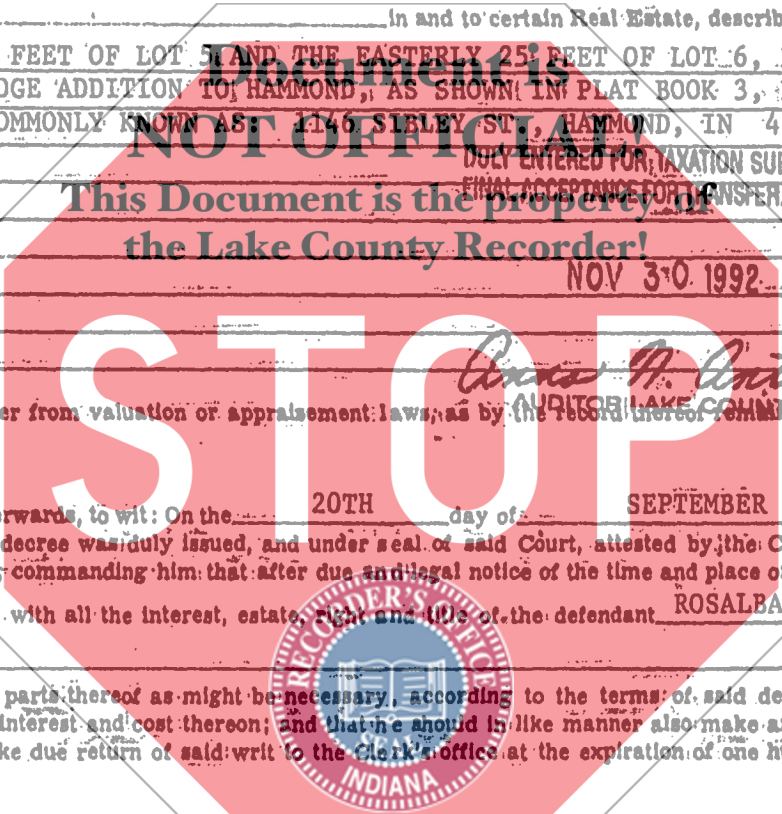 in and to certain Real Estate, describ
FEET OF LOT 5 AND THE EASTERLY 25 FEET OF LOT 6,
DGE ADDITION TO HAMMOND, AS SHOWN IN PLAT BOOK 3,
OMMONLY KNOWN AS: 1146 SIBLEY ST., HAMMOND, IN 4
Document is
NOT OFFICIAL!
This Document is the property of
the Lake County Recorder!
DULY ENTERED FOR TAXATION SU
FINAL ACCEPTANCE FOR TRANSFER
NOV 30 1992
STOP
Anna N. Ant
AUDITOR LAKE COUNT
er from valuation or appraisement laws, as by the record thereof remai
erwards, to wit: On the 20TH day of SEPTEMBER
decree was duly issued, and under seal of said Court, attested by the C
commanding him that after due and legal notice of the time and place o
with all the interest, estate, right and title of the defendant ROSALBA
parts thereof as might be necessary, according to the terms of said de
interest and cost thereon; and that he should in like manner also make a
ke due return of said writ to the Clerk's office at the expiration of one h
RECORDER'S OFFICE
SEAL
INDIANA